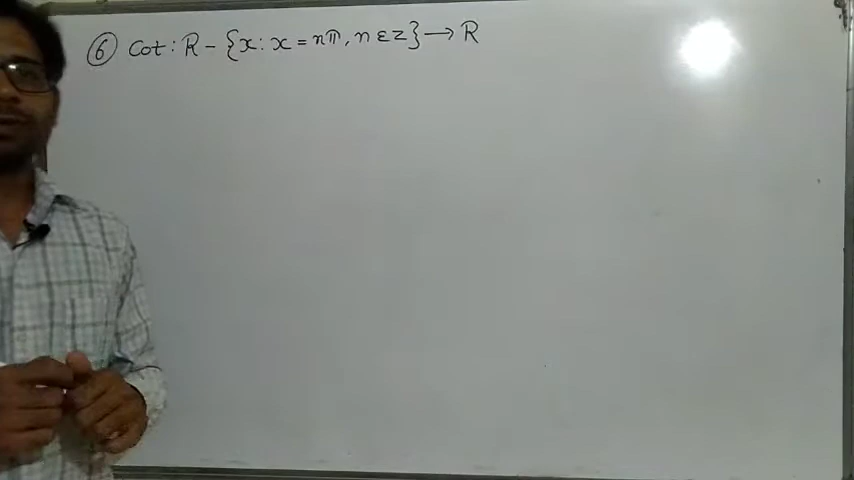 ⑥ Cot : R - {x : x = nπ, n ε z} → R